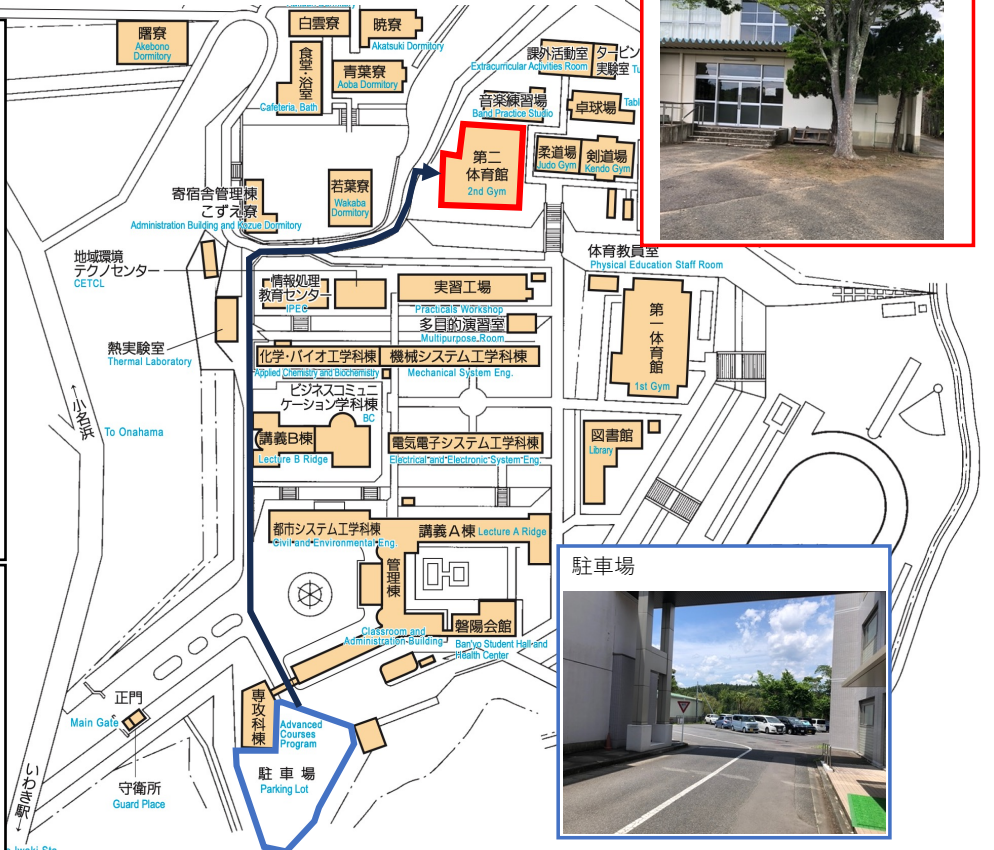 曙寮
Akebono
Dormitory
白雲寮
暁寮
Akatsuki Dormitory
食堂・浴室
Cafeteria, Bath
青葉寮
Aoba Dormitory
課外活動室
Extracurricular Activities Room
タービン
実験室
音楽練習場
Band Practice Studio
卓球場
第二
体育館
2nd Gym
柔道場
Judo Gym
剣道場
Kendo Gym
若葉寮
Wakaba
Dormitory
寄宿舎管理棟
こずえ寮
Administration Building and Kozue Dormitory
地域環境
テクノセンター
CETCL
情報処理
教育センター
IPEC
実習工場
Practicals Workshop
多目的演習室
Multipurpose Room
体育教員室
Physical Education Staff Room
第一体育館
1st Gym
熱実験室
Thermal Laboratory
化学・バイオ工学科棟
Applied Chemistry and Biochemistry
機械システム工学科棟
Mechanical System Eng.
ビジネスコミュニ
ケーション学科棟
BC
小名浜
To Onahama
講義B棟
Lecture B Ridge
電気電子システム工学科棟
Electrical and Electronic System Eng.
図書館
Library
都市システム工学科棟
Civil and Environmental Eng.
講義A棟 Lecture A Ridge
管理棟
Classroom and
Administration Building
磐陽会館
Ban'yo Student Hall and
Health Center
駐車場
専攻科棟
Advanced
Courses
Program
正門
Main Gate
守衛所
Guard Place
駐車場
Parking Lot
いわき駅
Iwaki Sta.